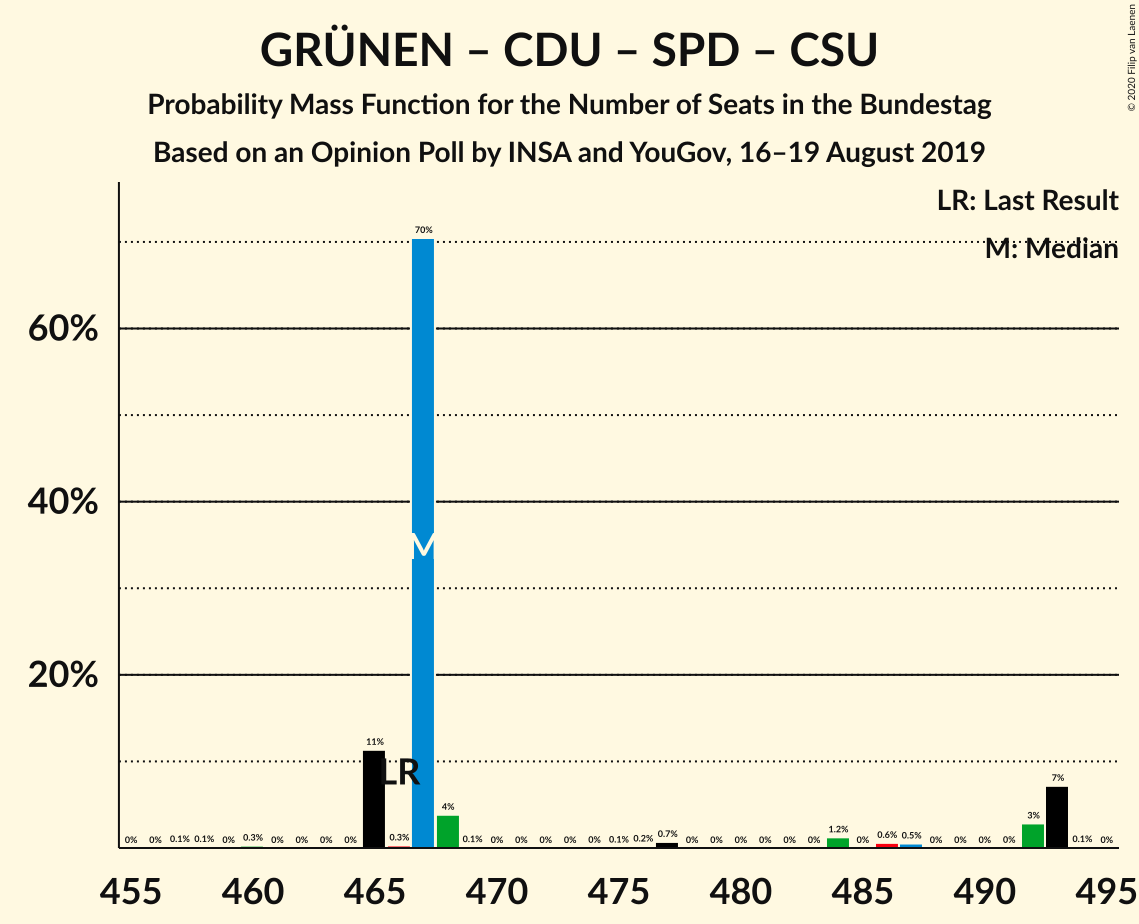 GRÜNEN – CDU – SPD – CSU
Probability Mass Function for the Number of Seats in the Bundestag
Based on an Opinion Poll by INSA and YouGov, 16–19 August 2019
© 2020 Filip van Laenen
LR: Last Result
M: Median
60%
40%
20%
0% 0% 0.1% 0.1% 0% 0.3% 0% 0% 0% 0% 11% 0.3% 70% 4% 0.1% 0% 0% 0% 0% 0% 0.1% 0.2% 0.7% 0% 0% 0% 0% 0% 0% 1.2% 0% 0.6% 0.5% 0% 0% 0% 0% 3% 7% 0.1% 0%
M
LR
455 460 465 470 475 480 485 490 495